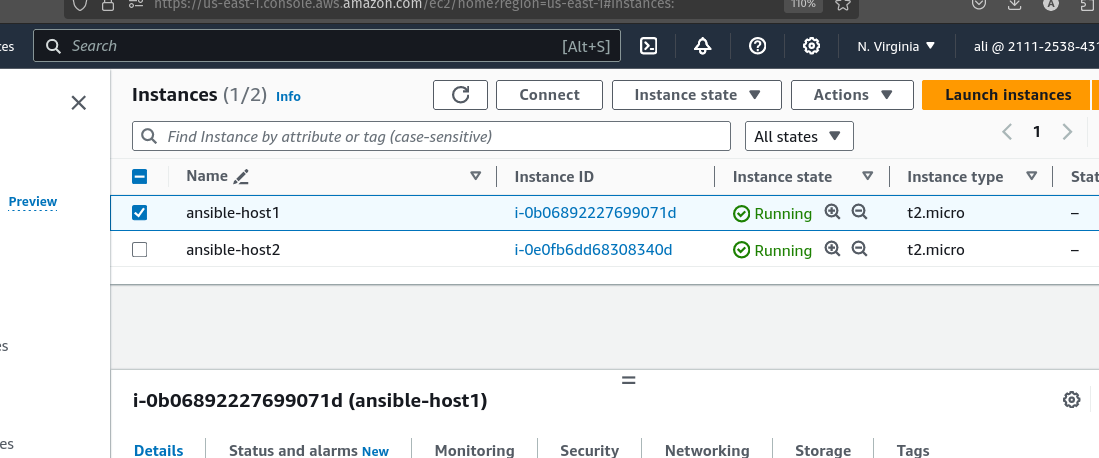 https://us-east-1.console.aws.amazon.com/ec2/home?region=us-east-1#Instances:
110%
ces
Search
[Alt+S]
N. Virginia
ali @ 2111-2538-431
Instances (1/2) Info
Connect
Instance state
Actions
Launch instances
Find Instance by attribute or tag (case-sensitive)
All states
1
Name
Instance ID
Instance state
Instance type
Stat
Preview
ansible-host1
i-0b06892227699071d
Running
t2.micro
–
ansible-host2
i-0e0fb6dd68308340d
Running
t2.micro
–
es
i-0b06892227699071d (ansible-host1)
es
Details
Status and alarms New
Monitoring
Security
Networking
Storage
Tags